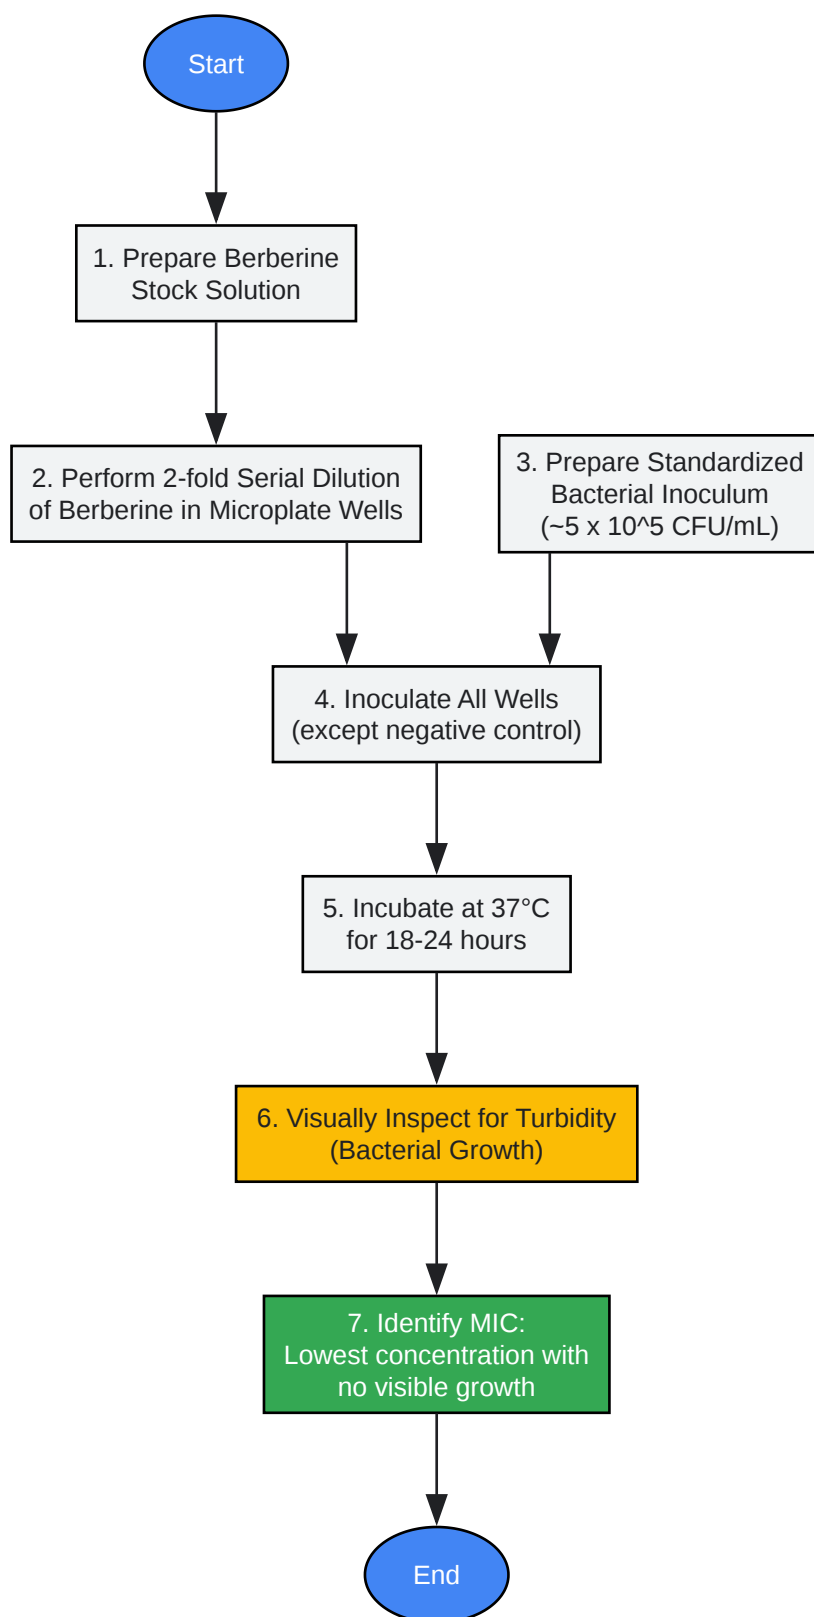 Start
1. Prepare Berberine
Stock Solution
2. Perform 2-fold Serial Dilution
of Berberine in Microplate Wells
3. Prepare Standardized
Bacterial Inoculum
(~5 x 10^5 CFU/mL)
4. Inoculate All Wells
(except negative control)
5. Incubate at 37°C
for 18-24 hours
6. Visually Inspect for Turbidity
(Bacterial Growth)
7. Identify MIC:
Lowest concentration with
no visible growth
End